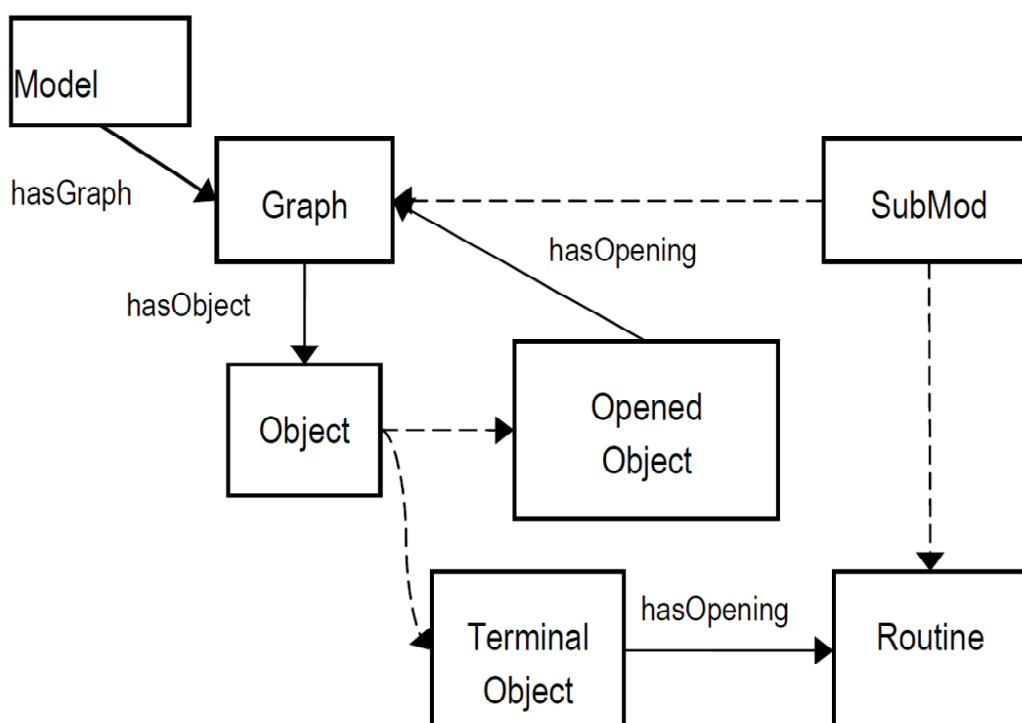 Model
hasGraph
Graph
SubMod
hasOpening
hasObject
Object
Opened
Object
hasOpening
Terminal
Object
Routine